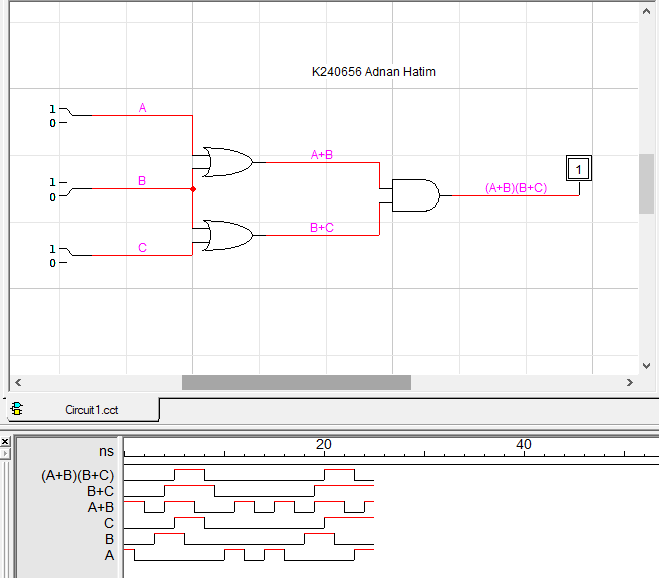 K240656 Adnan Hatim
1
0
A
A+B
1
0
B
1
(A+B)(B+C)
B+C
1
0
C
Circuit1.cct
ns 20 40
(A+B)(B+C)
B+C
A+B
C
B
A